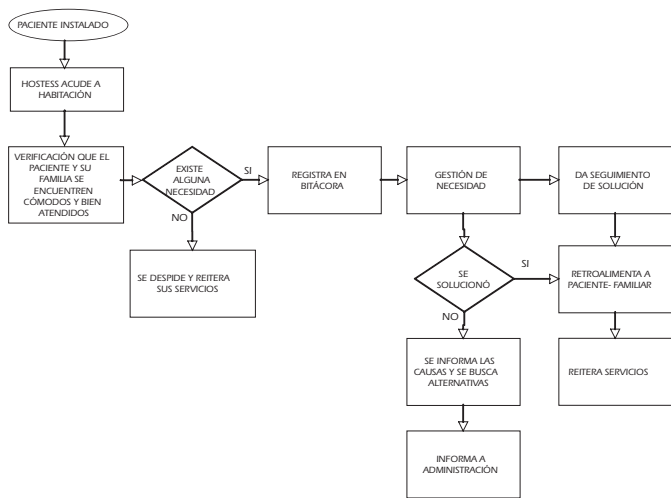 PACIENTE INSTALADO
HOSTESS ACUDE A
HABITACIÓN
VERIFICACIÓN QUE EL
PACIENTE Y SU
FAMILIA SE
ENCUENTREN
CÓMODOS Y BIEN
ATENDIDOS
EXISTE
ALGUNA
NECESIDAD
SI
NO
SE DESPIDE Y REITERA
SUS SERVICIOS
REGISTRA EN
BITÁCORA
GESTIÓN DE
NECESIDAD
DA SEGUIMIENTO
DE SOLUCIÓN
SE
SOLUCIONÓ
SI
NO
RETROALIMENTA A
PACIENTE- FAMILIAR
SE INFORMA LAS
CAUSAS Y SE BUSCA
ALTERNATIVAS
REITERA SERVICIOS
INFORMA A
ADMINISTRACIÓN